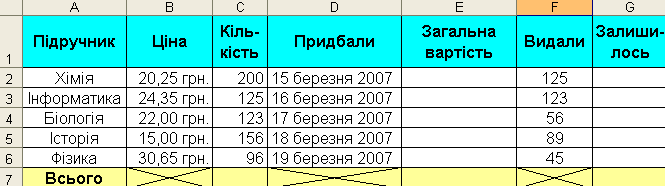 A B C D E F G
1 Підручник Ціна Кіль-кість Придбали Загальна вартість Видали Залиши-лось
2 Хімія 20,25 грн. 200 15 березня 2007 125
3 Інформатика 24,35 грн. 125 16 березня 2007 123
4 Біологія 22,00 грн. 123 17 березня 2007 56
5 Історія 15,00 грн. 156 18 березня 2007 89
6 Фізика 30,65 грн. 96 19 березня 2007 45
7 Всього